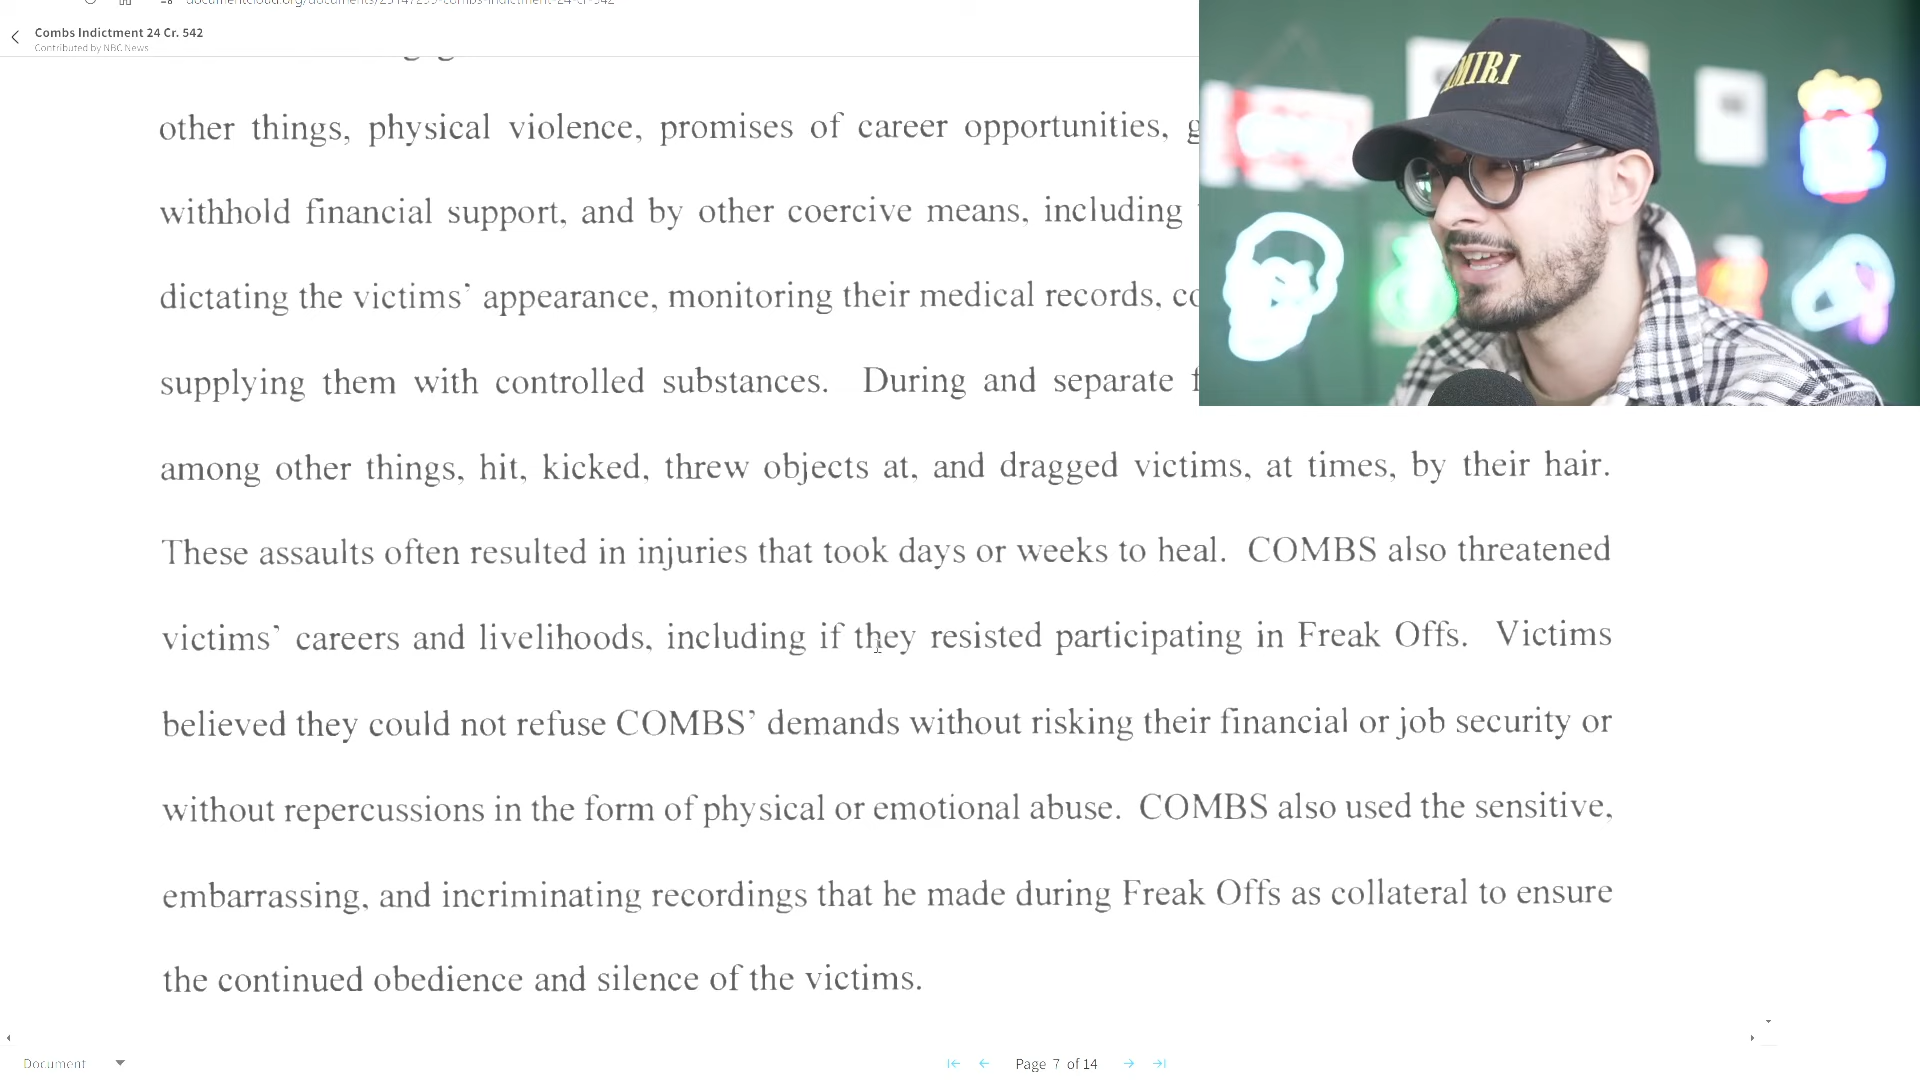 Combs Indictment 24 Cr. 542
Contributed by NBC News
other things, physical violence, promises of career opportunities,
withhold financial support, and by other coercive means, including
dictating the victims' appearance, monitoring their medical records,
supplying them with controlled substances. During and separate
among other things, hit, kicked, threw objects at, and dragged victims, at times, by their hair.
These assaults often resulted in injuries that took days or weeks to heal. COMBS also threatened
victims' careers and livelihoods, including if they resisted participating in Freak Offs. Victims
believed they could not refuse COMBS' demands without risking their financial or job security or
without repercussions in the form of physical or emotional abuse. COMBS also used the sensitive,
embarrassing, and incriminating recordings that he made during Freak Offs as collateral to ensure
the continued obedience and silence of the victims.
Document
Page 7 of 14